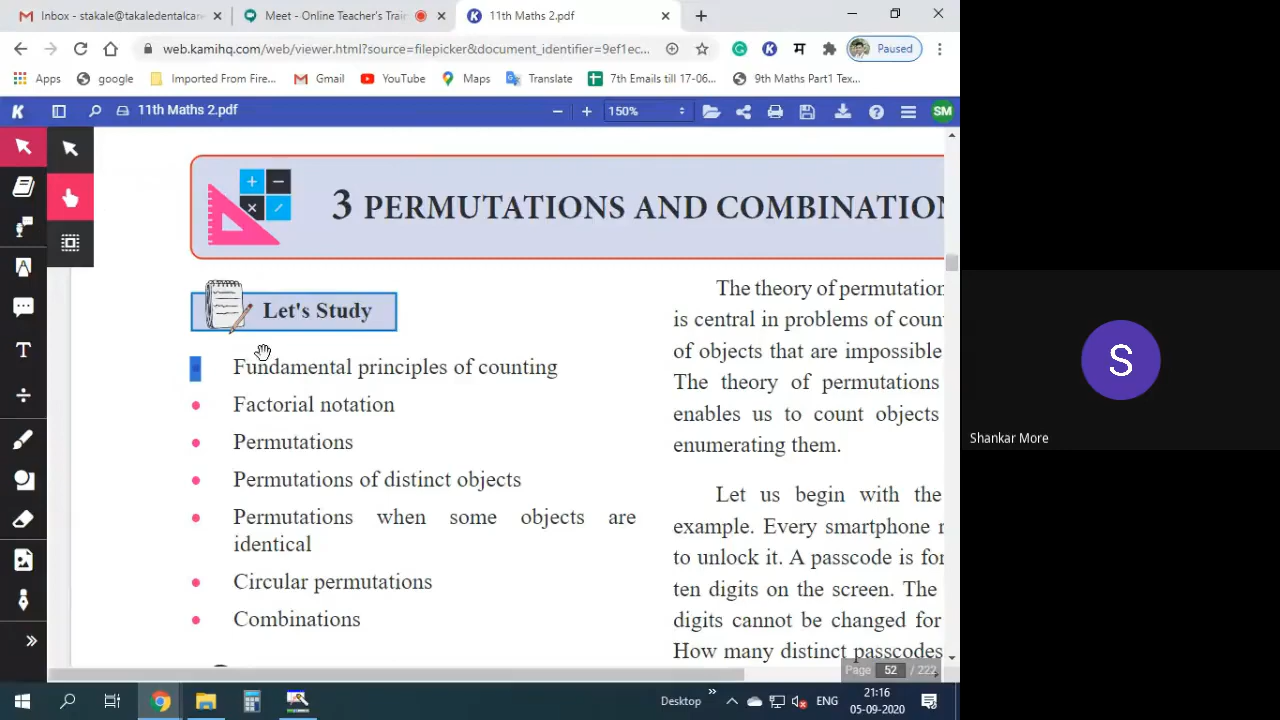 Inbox - stakale@takaledentalcare
Meet - Online Teacher's Train
11th Maths 2.pdf
web.kamihq.com/web/viewer.html?source=filepicker&document_identifier=9ef1ec...
म
Paused
Apps
google
Imported From Fire...
Gmail
YouTube
Maps
Translate
7th Emails till 17-06...
9th Maths Part1 Tex...
K
11th Maths 2.pdf
150%
SM
3 PERMUTATIONS AND COMBINATION
Let's Study
Fundamental principles of counting
Factorial notation
Permutations
Permutations of distinct objects
Permutations when some objects are
identical
Circular permutations
Combinations
The theory of permutation
is central in problems of coun
of objects that are impossible
The theory of permutations
enables us to count objects
enumerating them.
Let us begin with the
example. Every smartphone
to unlock it. A passcode is for
ten digits on the screen. The
digits cannot be changed for
How many distinct passcodes
Page 52 / 222
S
Shankar More
Desktop
ENG
21:16
05-09-2020